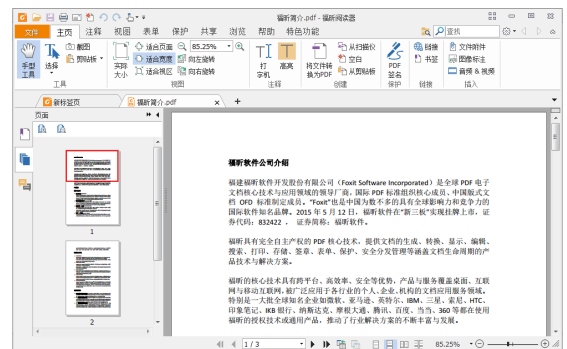 福昕简介.pdf - 福昕阅读器
文件 主页 注释 视图 表单 保护 共享 浏览 帮助 特色功能 查找
手型工具 选择 截图 剪贴板 实际大小 适合页面 适合宽度 适合视区 85.25% 向左旋转 向右旋转 打字机 高亮 将文件转换为PDF 从扫描仪 空白 从剪贴板 PDF签名 链接 书签 文件附件 图像标注 音频 & 视频
工具 视图 注释 创建 保护 链接 插入
新标签页 福昕简介.pdf
页面
1
2
福昕软件公司介绍
福建福昕软件开发股份有限公司（Foxit Software Incorporated）是全球 PDF 电子
文档核心技术与应用领域的领导厂商，国际 PDF 标准组织核心成员、中国版式文
档 OFD 标准制定成员。"Foxit"也是中国为数不多的具有全球影响力和竞争力的
国际软件知名品牌。2015 年 5 月 12 日，福昕软件在"新三板"实现挂牌上市，证
券代码：832422 ， 证券简称：福昕软件。
福昕具有完全自主产权的 PDF 核心技术，提供文档的生成、转换、显示、编辑、
搜索、打印、存储、签章、表单、保护、安全分发管理等涵盖文档生命周期的产
品技术与解决方案。
福昕的核心技术具有跨平台、高效率、安全等优势，产品与服务覆盖桌面、互联
网与移动互联网，被广泛应用于各行业的个人、企业、机构的文档应用服务领域。
特别是一大批全球知名企业如微软、亚马逊、英特尔、IBM、三星、索尼、HTC、
印象笔记、IKB 银行、纳斯达克、摩根大通、腾讯、百度、当当、360 等都在使用
福昕的授权技术或通用产品，推动了行业解决方案的不断丰富与发展。
1 / 3 85.25%